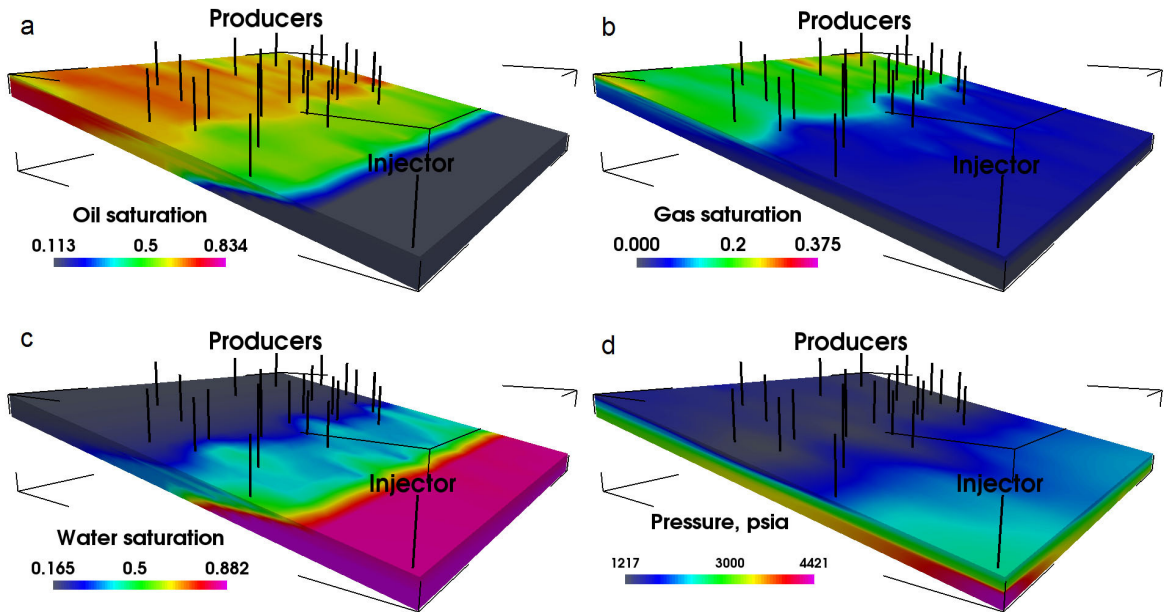 a
Producers
Injector
Oil saturation
0.113 0.5 0.834
b
Producers
Injector
Gas saturation
0.000 0.2 0.375
c
Producers
Injector
Water saturation
0.165 0.5 0.882
d
Producers
Injector
Pressure, psia
1217 3000 4421